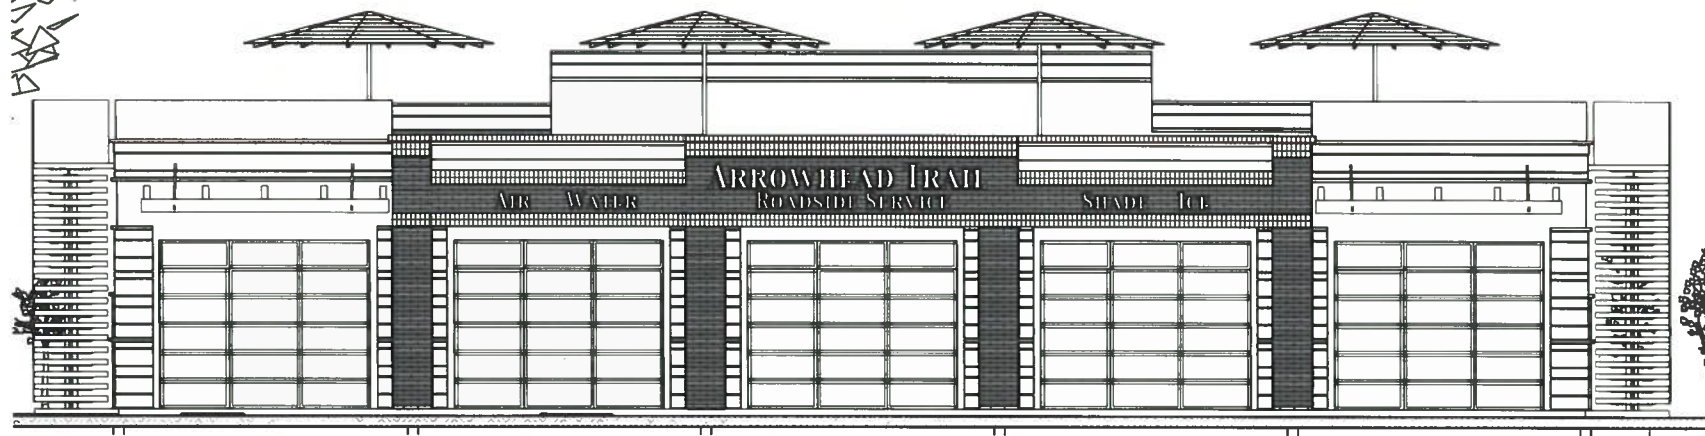 ARROWHEAD TRAIL
AIR WATER ROADSIDE SERVICE SHADE ICE